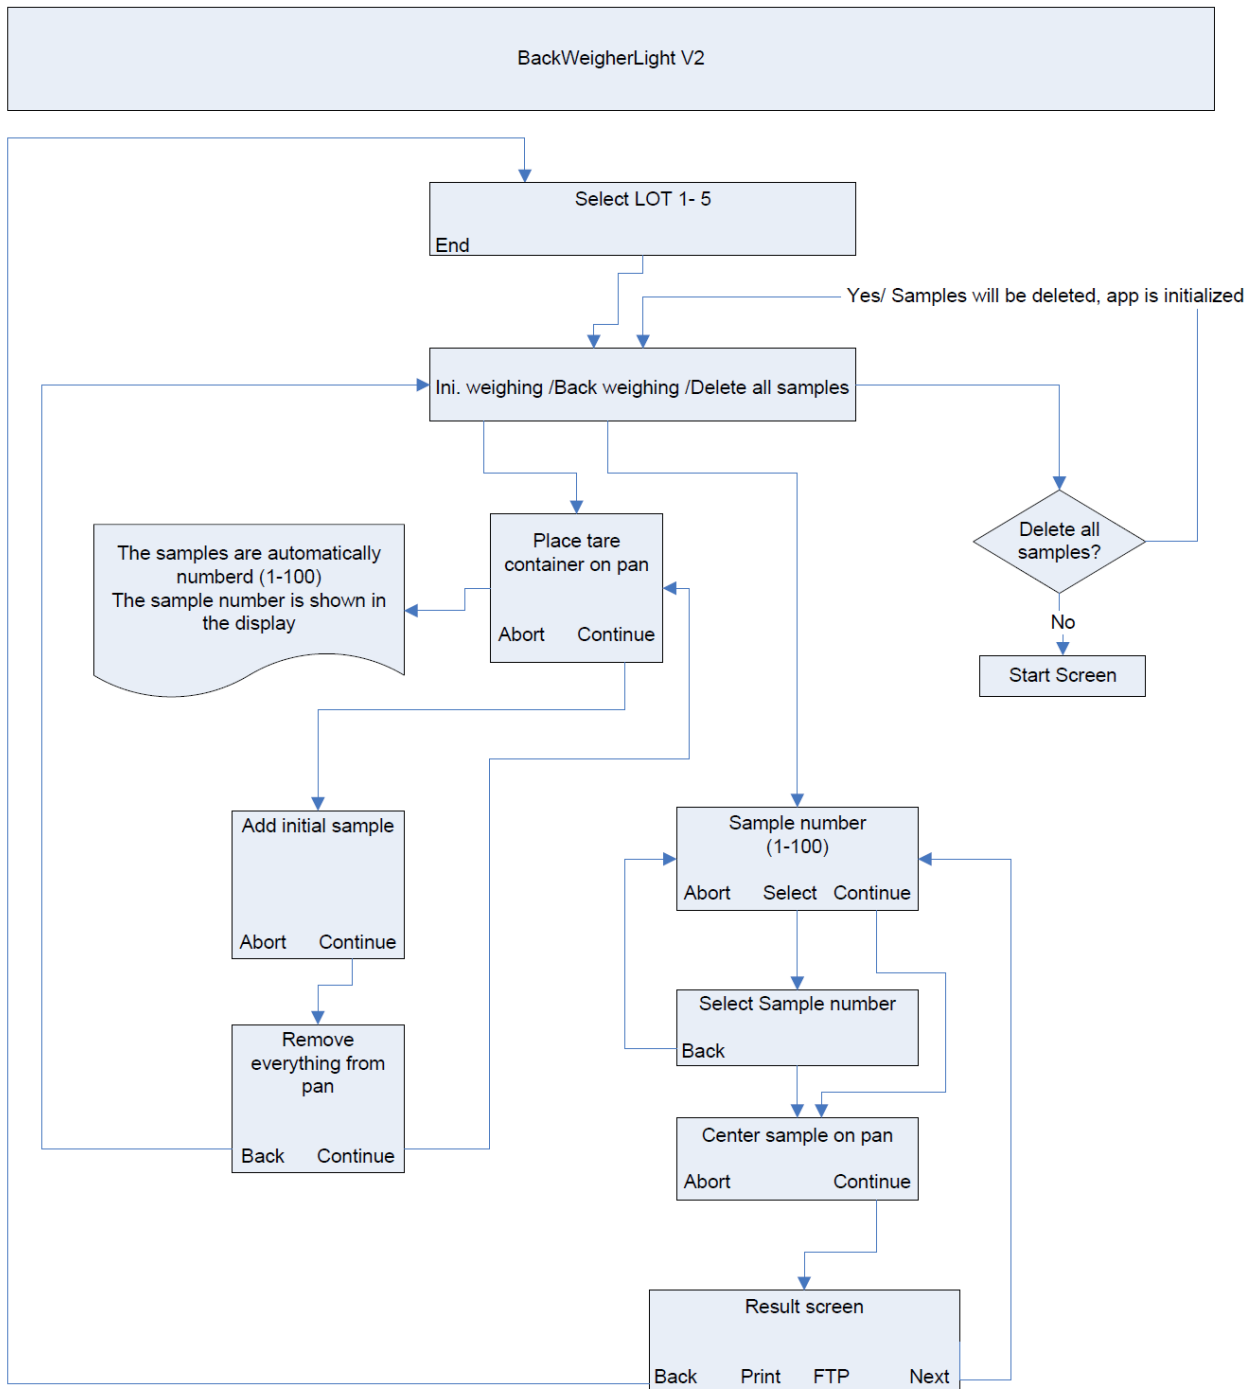 BackWeigherLight V2
Select LOT 1- 5
End
Yes/ Samples will be deleted, app is initialized
Ini. weighing /Back weighing /Delete all samples
Delete all
samples?
No
Start Screen
Place tare
container on pan
Abort Continue
The samples are automatically
numberd (1-100)
The sample number is shown in
the display
Add initial sample
Abort Continue
Remove
everything from
pan
Back Continue
Sample number
(1-100)
Abort Select Continue
Select Sample number
Back
Center sample on pan
Abort Continue
Result screen
Back Print FTP Next